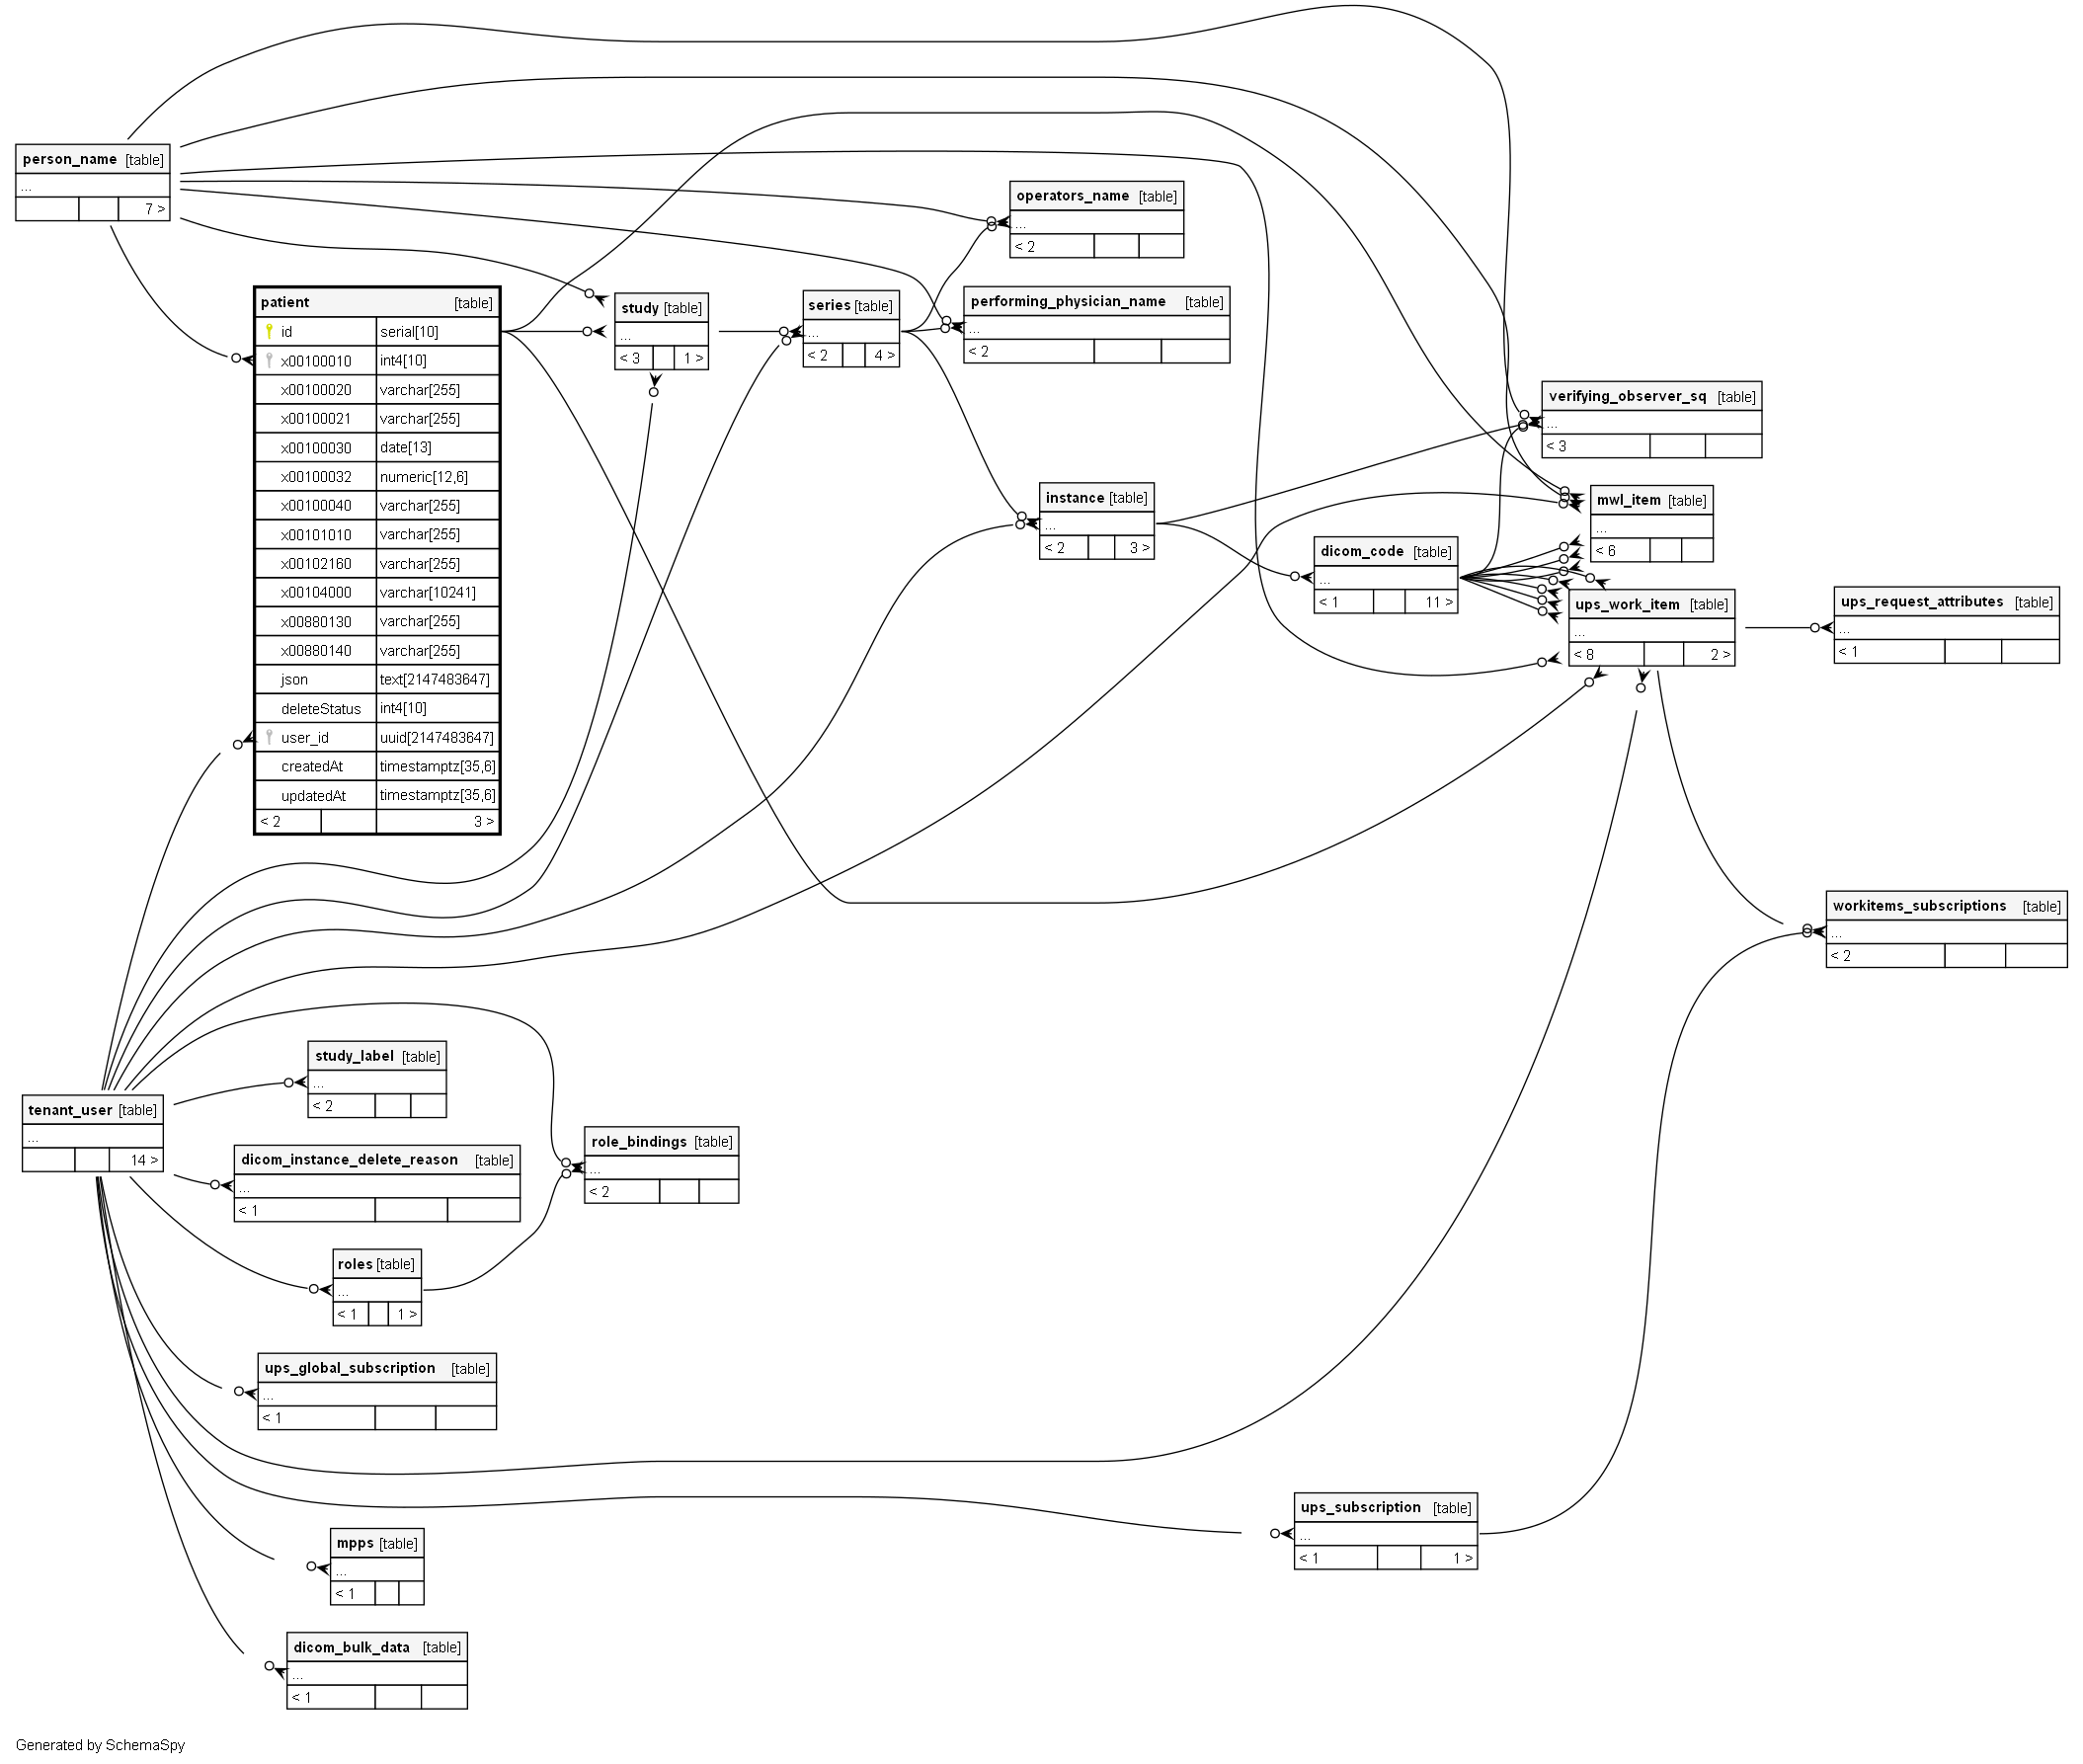 person_name [table]
...
7 >
operators_name [table]
...
< 2
patient [table]
id serial[10]
x00100010 int4[10]
x00100020 varchar[255]
x00100021 varchar[255]
x00100030 date[13]
x00100032 numeric[12,6]
x00100040 varchar[255]
x00101010 varchar[255]
x00102160 varchar[255]
x00104000 varchar[10241]
x00880130 varchar[255]
x00880140 varchar[255]
json text[2147483647]
deleteStatus int4[10]
user_id uuid[2147483647]
createdAt timestamptz[35,6]
updatedAt timestamptz[35,6]
< 2 3 >
study [table]
...
< 3 1 >
series [table]
...
< 2 4 >
performing_physician_name [table]
...
< 2
verifying_observer_sq [table]
...
< 3
instance [table]
...
< 2 3 >
mwl_item [table]
...
< 6
dicom_code [table]
...
< 1 11 >
ups_work_item [table]
...
< 8 2 >
ups_request_attributes [table]
...
< 1
workitems_subscriptions [table]
...
< 2
study_label [table]
...
< 2
tenant_user [table]
...
14 >
dicom_instance_delete_reason [table]
...
< 1
role_bindings [table]
...
< 2
roles [table]
...
< 1 1 >
ups_global_subscription [table]
...
< 1
ups_subscription [table]
...
< 1 1 >
mpps [table]
...
< 1
dicom_bulk_data [table]
...
< 1
Generated by SchemaSpy